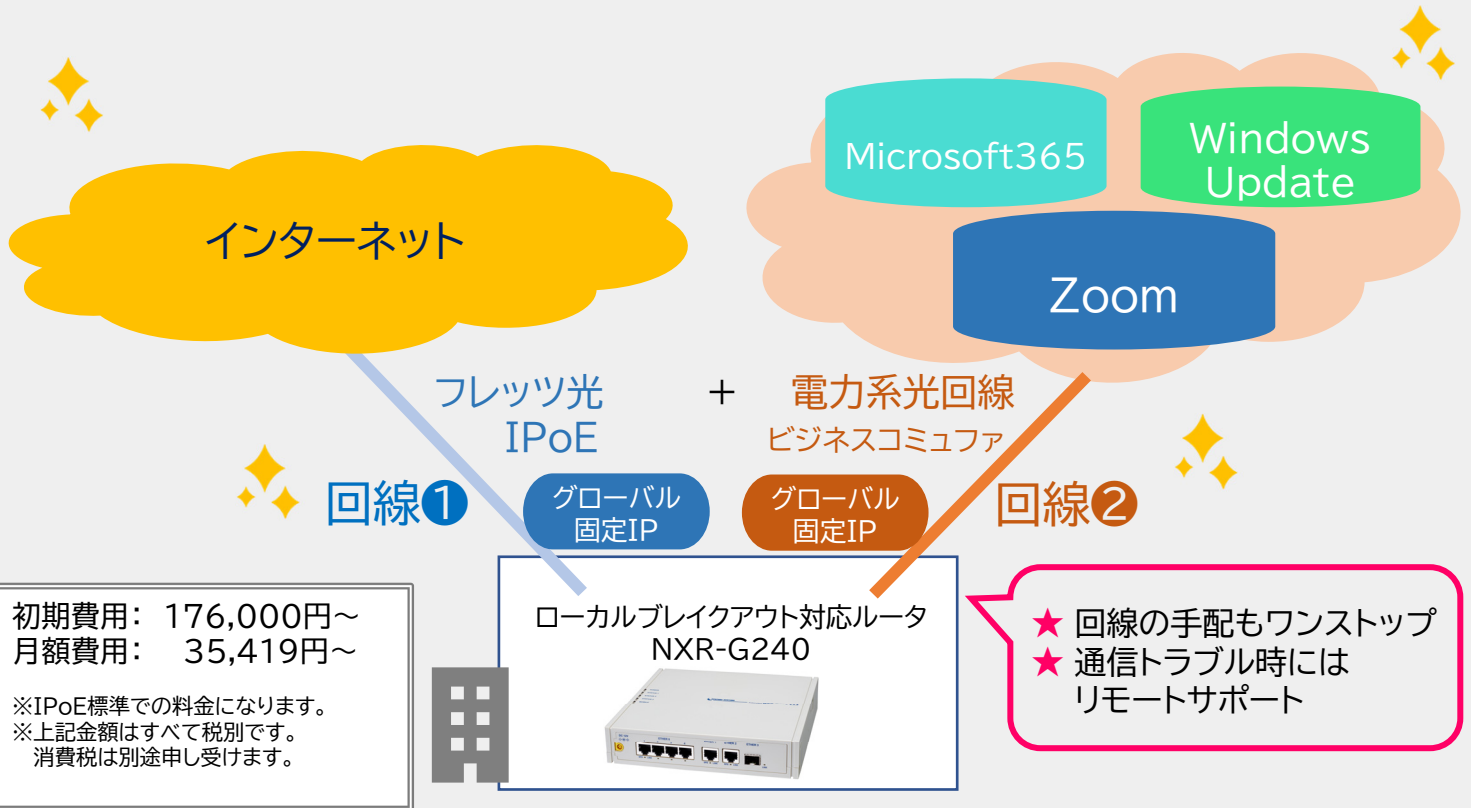 インターネット
Microsoft365
Windows
Update
Zoom
フレッツ光
IPoE
+
電力系光回線
ビジネスコミュファ
回線❶
グローバル
固定IP
グローバル
固定IP
回線❷
初期費用: 176,000円~
月額費用: 35,419円~
※IPoE標準での料金になります。
※上記金額はすべて税別です。
消費税は別途申し受けます。
ローカルブレイクアウト対応ルータ
NXR-G240
★ 回線の手配もワンストップ
★ 通信トラブル時には
リモートサポート